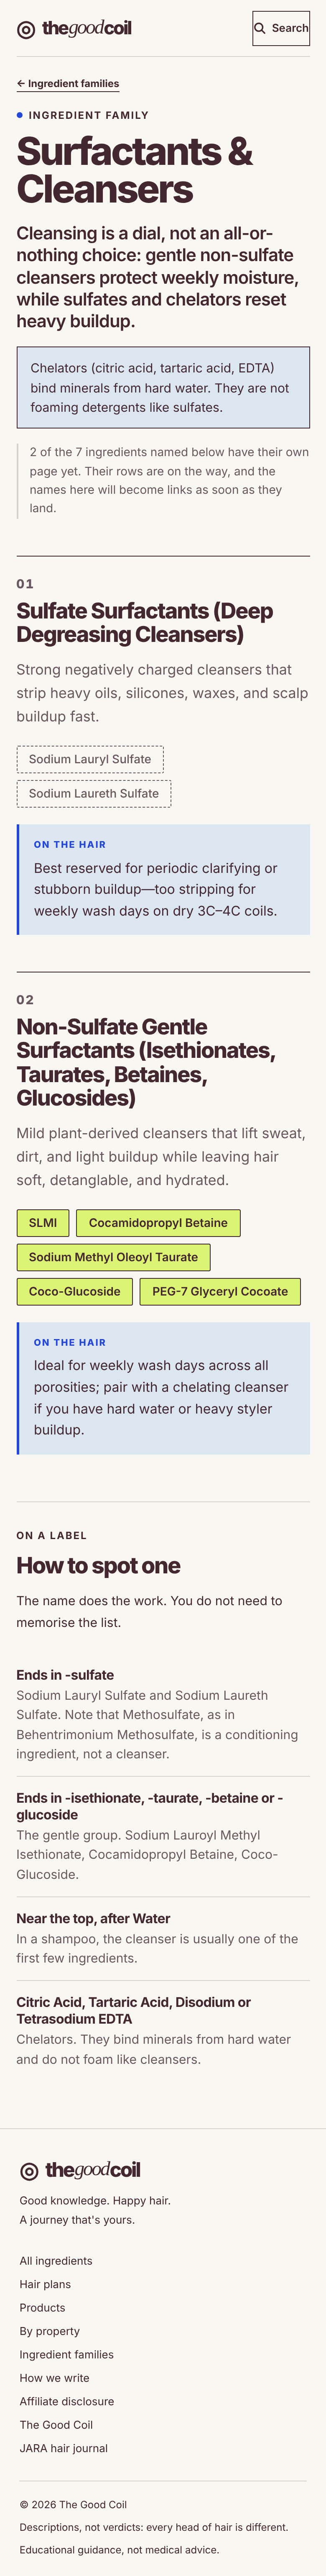 thegoodcoil
Search
← Ingredient families
INGREDIENT FAMILY
Surfactants &
Cleansers
Cleansing is a dial, not an all-or-
nothing choice: gentle non-sulfate
cleansers protect weekly moisture,
while sulfates and chelators reset
heavy buildup.
Chelators (citric acid, tartaric acid, EDTA)
bind minerals from hard water. They are not
foaming detergents like sulfates.
2 of the 7 ingredients named below have their own
page yet. Their rows are on the way, and the
names here will become links as soon as they
land.
01
Sulfate Surfactants (Deep
Degreasing Cleansers)
Strong negatively charged cleansers that
strip heavy oils, silicones, waxes, and scalp
buildup fast.
Sodium Lauryl Sulfate
Sodium Laureth Sulfate
ON THE HAIR
Best reserved for periodic clarifying or
stubborn buildup—too stripping for
weekly wash days on dry 3C–4C coils.
02
Non-Sulfate Gentle
Surfactants (Isethionates,
Taurates, Betaines,
Glucosides)
Mild plant-derived cleansers that lift sweat,
dirt, and light buildup while leaving hair
soft, detanglable, and hydrated.
SLMI Cocamidopropyl Betaine
Sodium Methyl Oleoyl Taurate
Coco-Glucoside PEG-7 Glyceryl Cocoate
ON THE HAIR
Ideal for weekly wash days across all
porosities; pair with a chelating cleanser
if you have hard water or heavy styler
buildup.
ON A LABEL
How to spot one
The name does the work. You do not need to
memorise the list.
Ends in -sulfate
Sodium Lauryl Sulfate and Sodium Laureth
Sulfate. Note that Methosulfate, as in
Behentrimonium Methosulfate, is a conditioning
ingredient, not a cleanser.
Ends in -isethionate, -taurate, -betaine or -
glucoside
The gentle group. Sodium Lauroyl Methyl
Isethionate, Cocamidopropyl Betaine, Coco-
Glucoside.
Near the top, after Water
In a shampoo, the cleanser is usually one of the
first few ingredients.
Citric Acid, Tartaric Acid, Disodium or
Tetrasodium EDTA
Chelators. They bind minerals from hard water
and do not foam like cleansers.
thegoodcoil
Good knowledge. Happy hair.
A journey that's yours.
All ingredients
Hair plans
Products
By property
Ingredient families
How we write
Affiliate disclosure
The Good Coil
JARA hair journal
© 2026 The Good Coil
Descriptions, not verdicts: every head of hair is different.
Educational guidance, not medical advice.